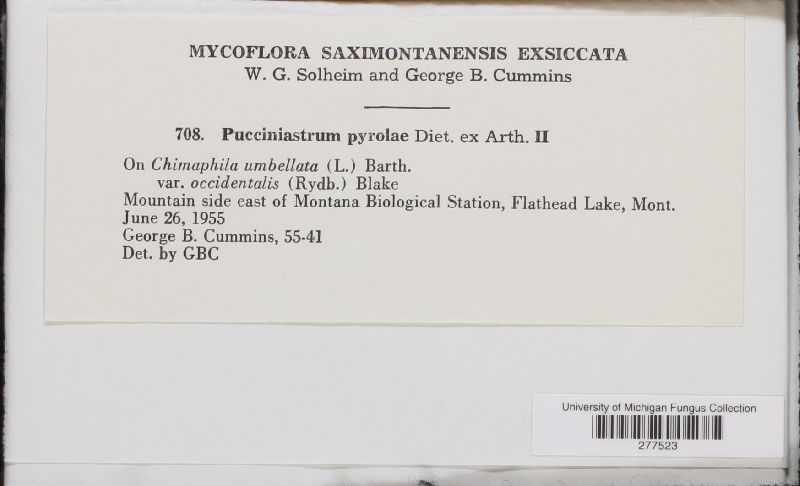 MYCOFLORA SAXIMONTANENSIS EXSICCATA
W. G. Solheim and George B. Cummins
708. Pucciniastrum pyrolae Diet. ex Arth. II
On Chimaphila umbellata (L.) Barth.
var. occidentalis (Rydb.) Blake
Mountain side east of Montana Biological Station, Flathead Lake, Mont.
June 26, 1955
George B. Cummins, 55-41
Det. by GBC
University of Michigan Fungus Collection
277523